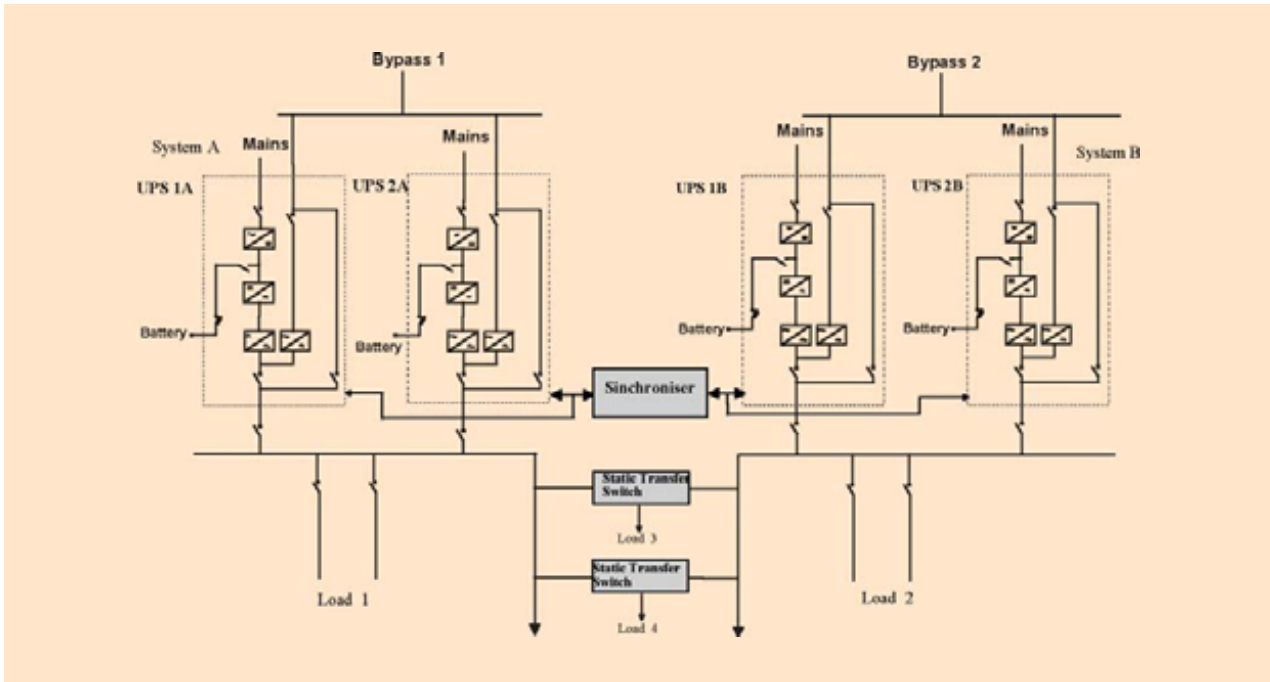 Bypass 1
Bypass 2
System A
Mains
Mains
Mains
Mains
System B
UPS 1A
UPS 2A
UPS 1B
UPS 2B
Battery
Battery
Battery
Battery
Sinchroniser
Static Transfer
Switch
Load 3
Static Transfer
Switch
Load 1
Load 2
Load 4